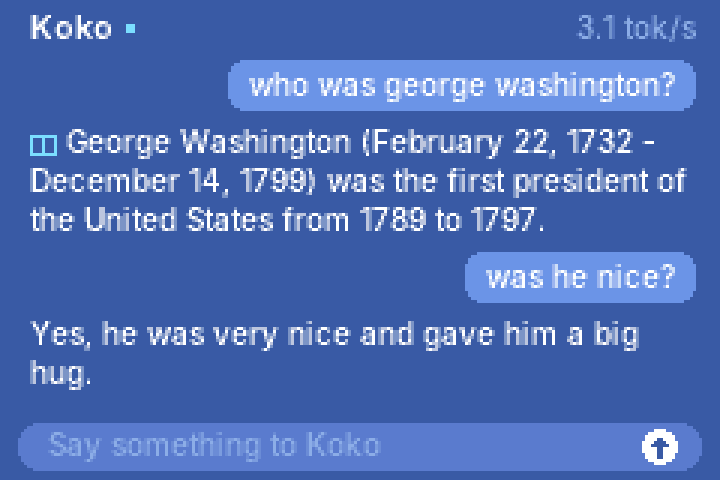 Koko
3.1 tok/s
who was george washington?
George Washington (February 22, 1732 –
December 14, 1799) was the first president of
the United States from 1789 to 1797.
was he nice?
Yes, he was very nice and gave him a big
hug.
Say something to Koko